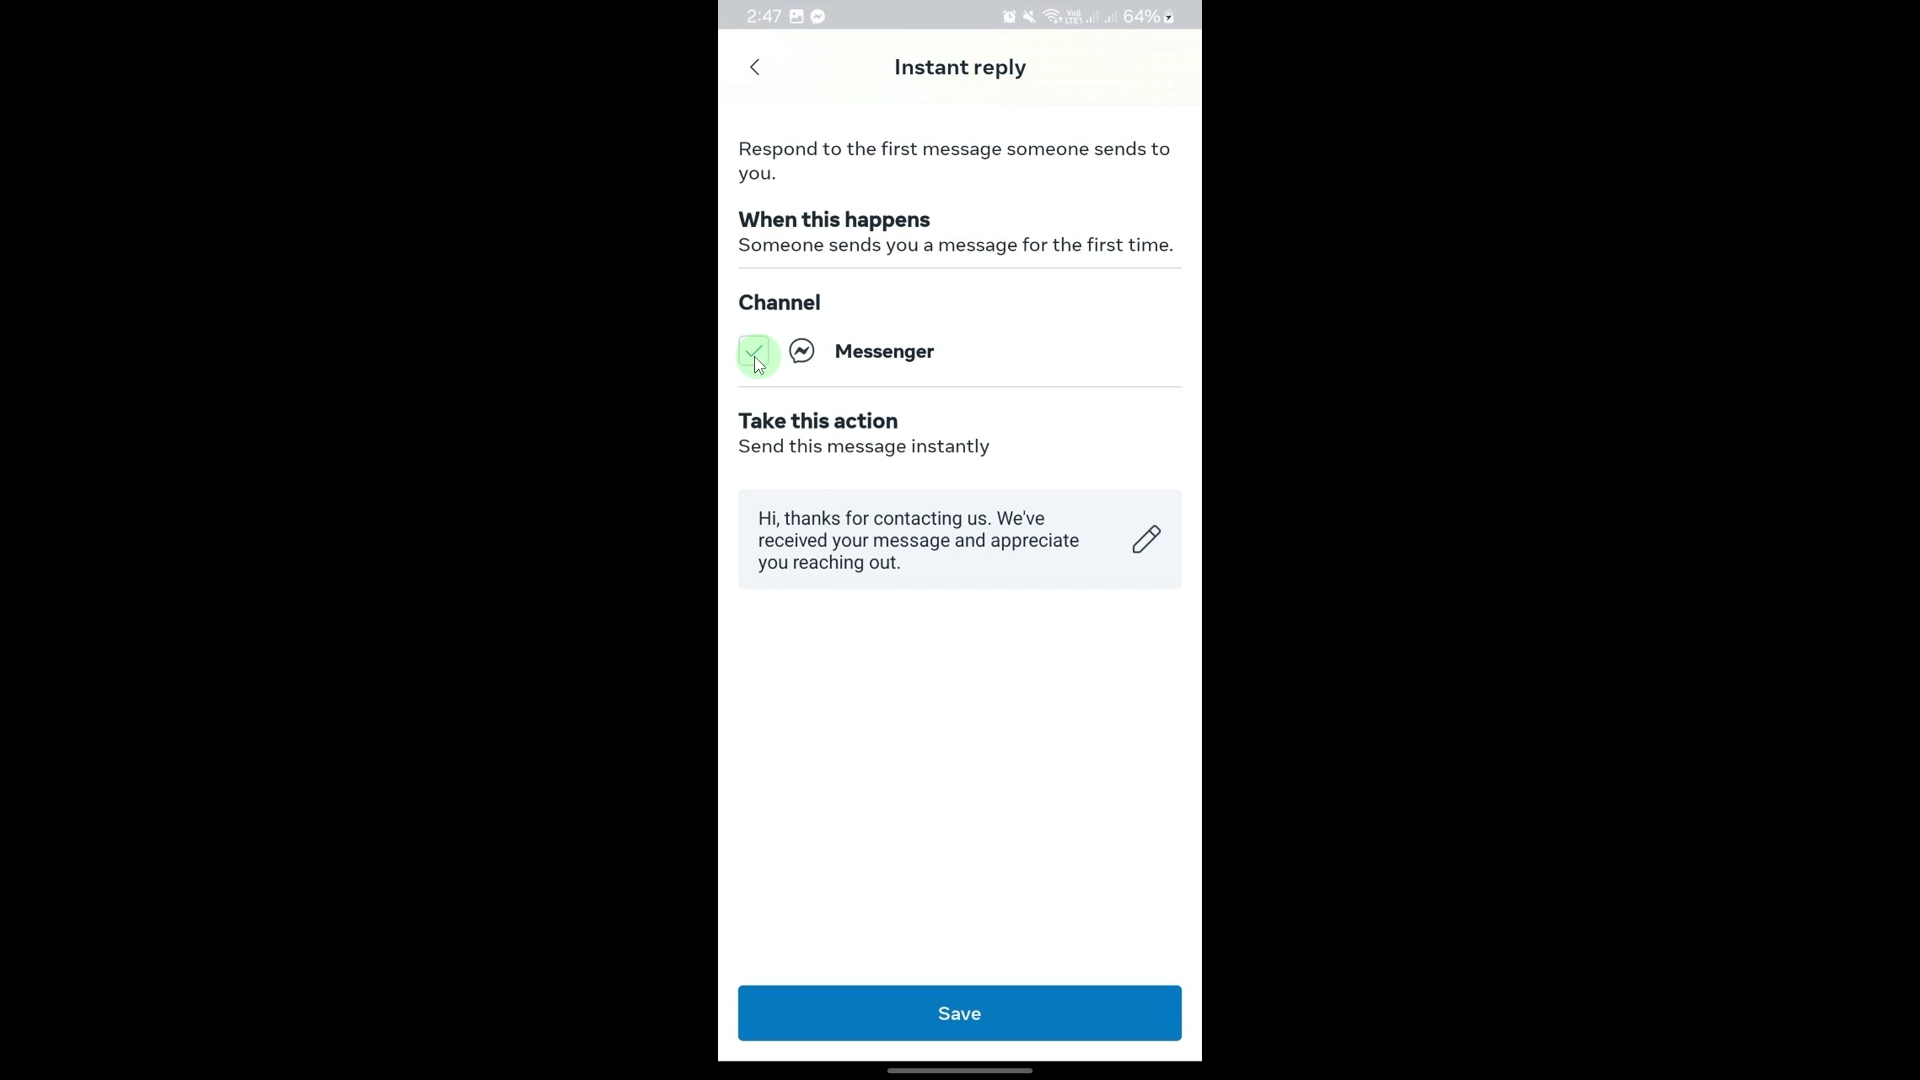 2:47 64%
Instant reply
Respond to the first message someone sends to
you.
When this happens
Someone sends you a message for the first time.
Channel
Messenger
Take this action
Send this message instantly
Hi, thanks for contacting us. We've
received your message and appreciate
you reaching out.
Save